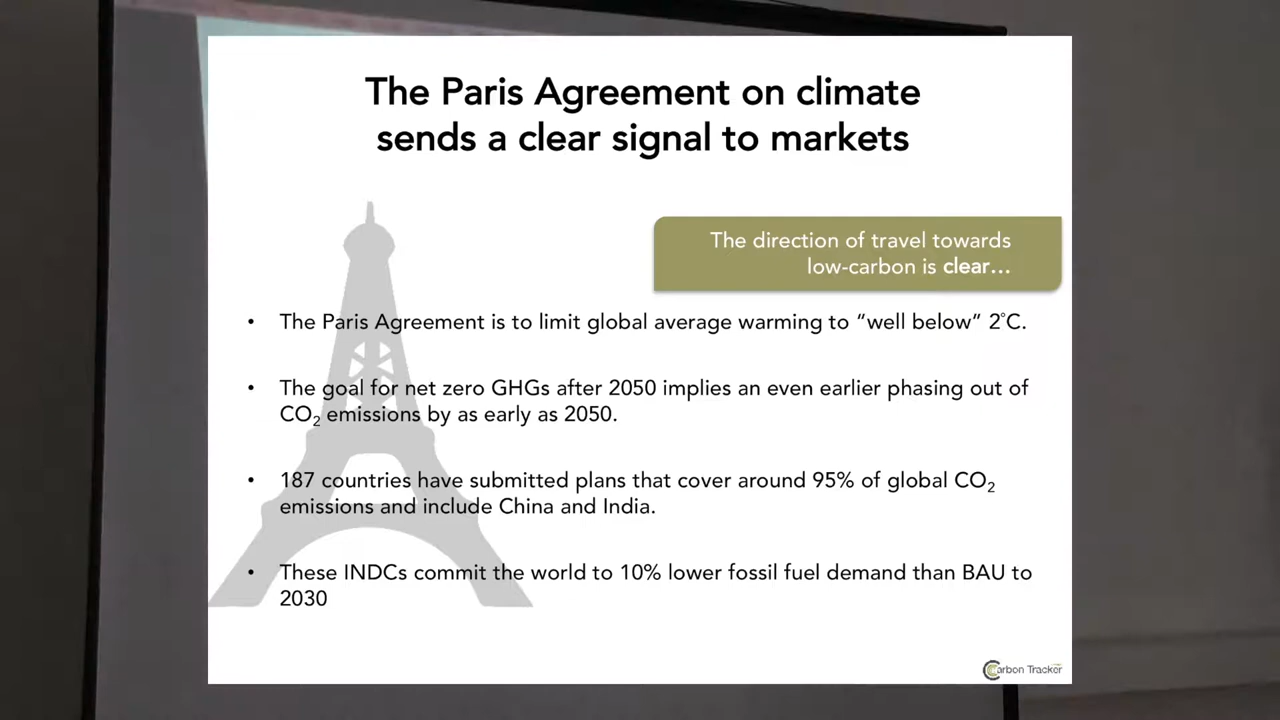 The Paris Agreement on climate
sends a clear signal to markets
The direction of travel towards
low-carbon is clear...
• The Paris Agreement is to limit global average warming to “well below” 2°C.
• The goal for net zero GHGs after 2050 implies an even earlier phasing out of
CO₂ emissions by as early as 2050.
• 187 countries have submitted plans that cover around 95% of global CO₂
emissions and include China and India.
• These INDCs commit the world to 10% lower fossil fuel demand than BAU to
2030
Carbon Tracker